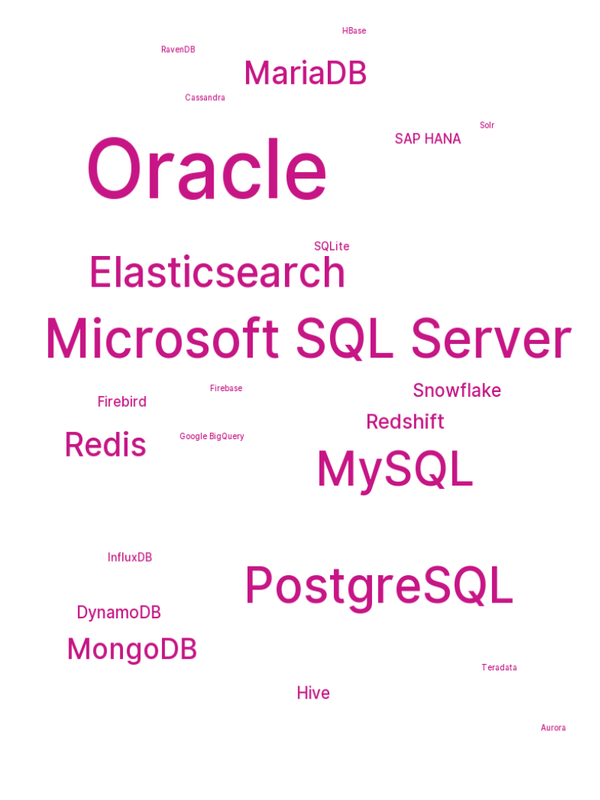 HBase
RavenDB
MariaDB
Cassandra
Solr
SAP HANA
Oracle
SQLite
Elasticsearch
Microsoft SQL Server
Firebase
Snowflake
Firebird
Redshift
Google BigQuery
Redis
MySQL
InfluxDB
PostgreSQL
DynamoDB
MongoDB
Teradata
Hive
Aurora